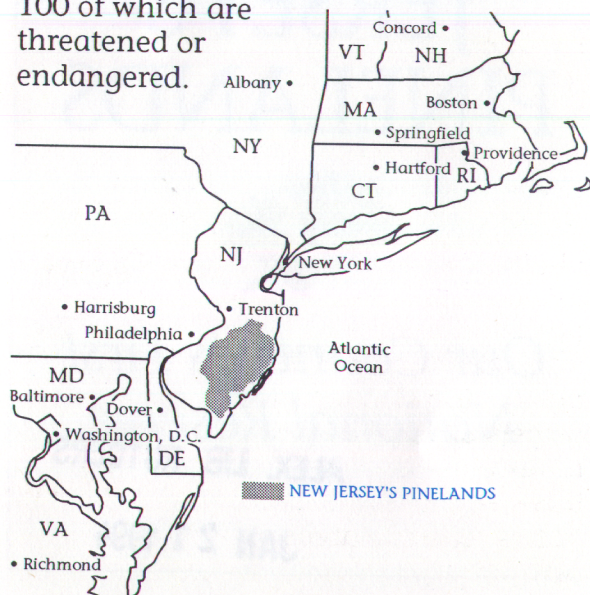 100 of which are
threatened or
endangered.
Concord
VT
NH
Albany
MA
Boston
Springfield
NY
Providence
Hartford
RI
CT
PA
NJ
New York
Harrisburg
Trenton
Philadelphia
Atlantic
Ocean
MD
Baltimore
Dover
Washington, D.C.
DE
NEW JERSEY'S PINELANDS
VA
Richmond